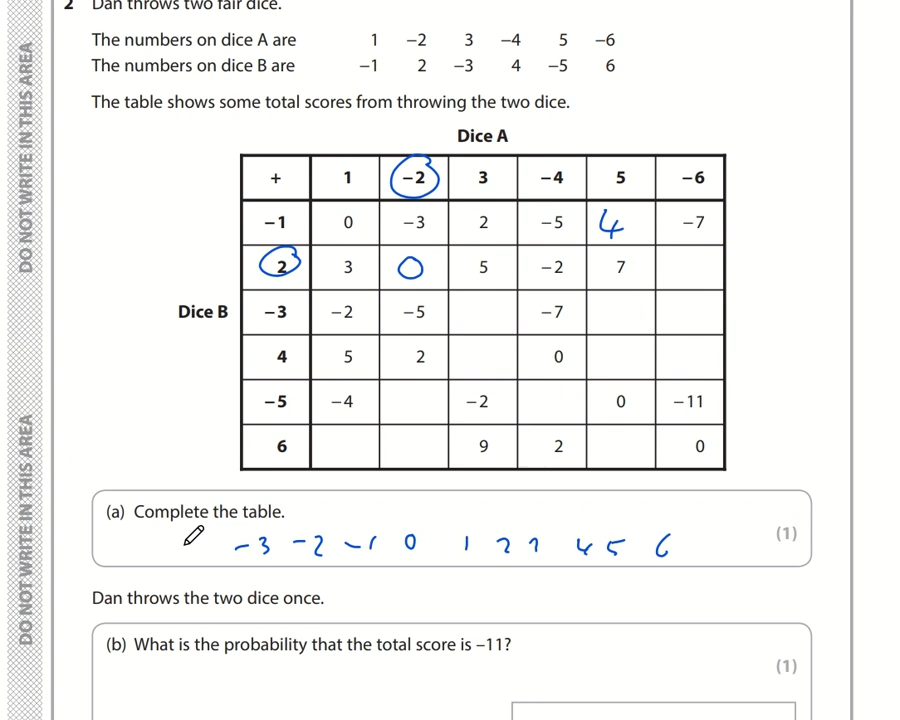 2 Dan throws two fair dice.
The numbers on dice A are 1 −2 3 −4 5 −6
The numbers on dice B are −1 2 −3 4 −5 6
The table shows some total scores from throwing the two dice.
Dice A
+ 1 −2 3 −4 5 −6
−1 0 −3 2 −5 4 −7
2 3 0 5 −2 7
Dice B
−3 −2 −5 −7
4 5 2 0
−5 −4 −2 0 −11
6 9 2 0
(a) Complete the table.
(1)
−3 −2 −1 0 1 2 4 5 6
Dan throws the two dice once.
(b) What is the probability that the total score is −11?
(1)
DO NOT WRITE IN THIS AREA
DO NOT WRITE IN THIS AREA